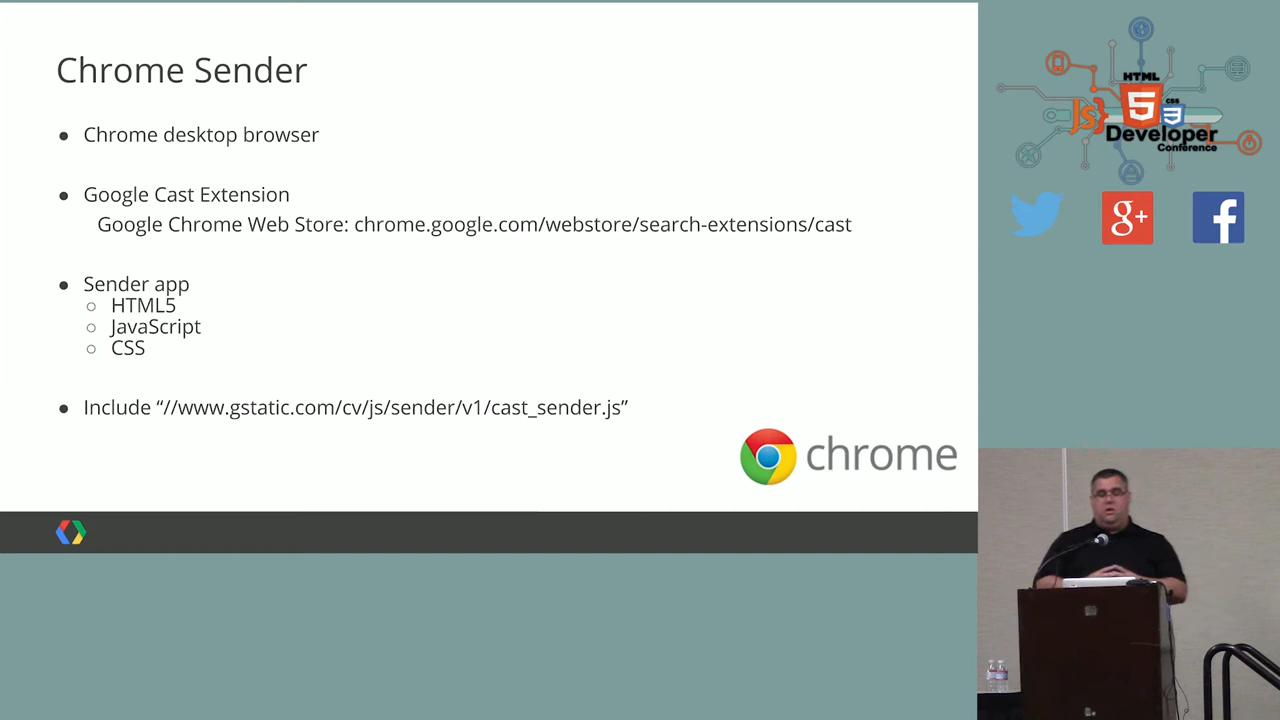 Chrome Sender
● Chrome desktop browser
● Google Cast Extension
Google Chrome Web Store: chrome.google.com/webstore/search-extensions/cast
● Sender app
○ HTML5
○ JavaScript
○ CSS
● Include “//www.gstatic.com/cv/js/sender/v1/cast_sender.js”
chrome
HTML
JS}
5
CSS
3
Developer
Conference
g+
f